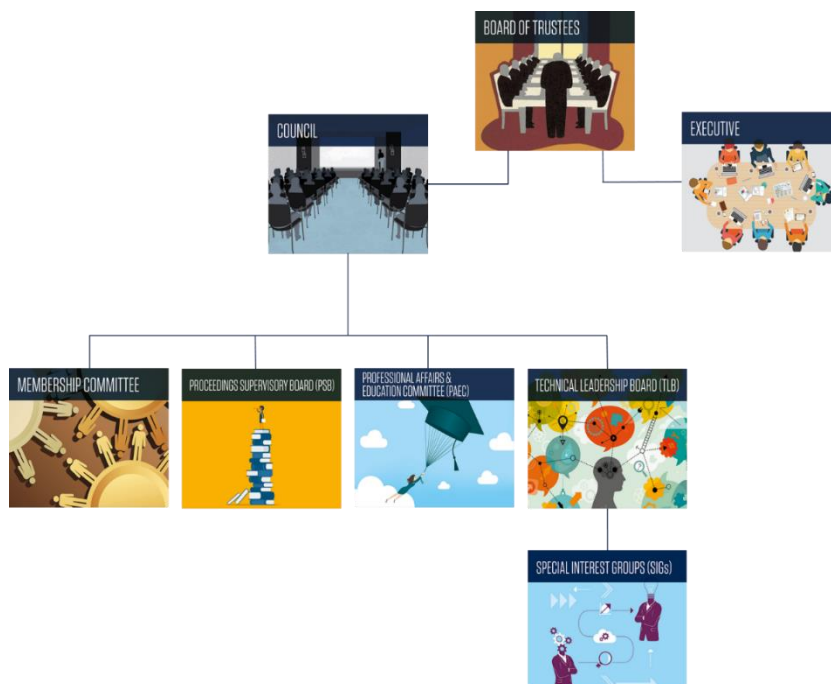 BOARD OF TRUSTEES
COUNCIL
EXECUTIVE
MEMBERSHIP COMMITTEE
PROCEEDINGS SUPERVISORY BOARD (PSB)
PROFESSIONAL AFFAIRS &
EDUCATION COMMITTEE (PAEC)
TECHNICAL LEADERSHIP BOARD (TLB)
SPECIAL INTEREST GROUPS (SIGs)